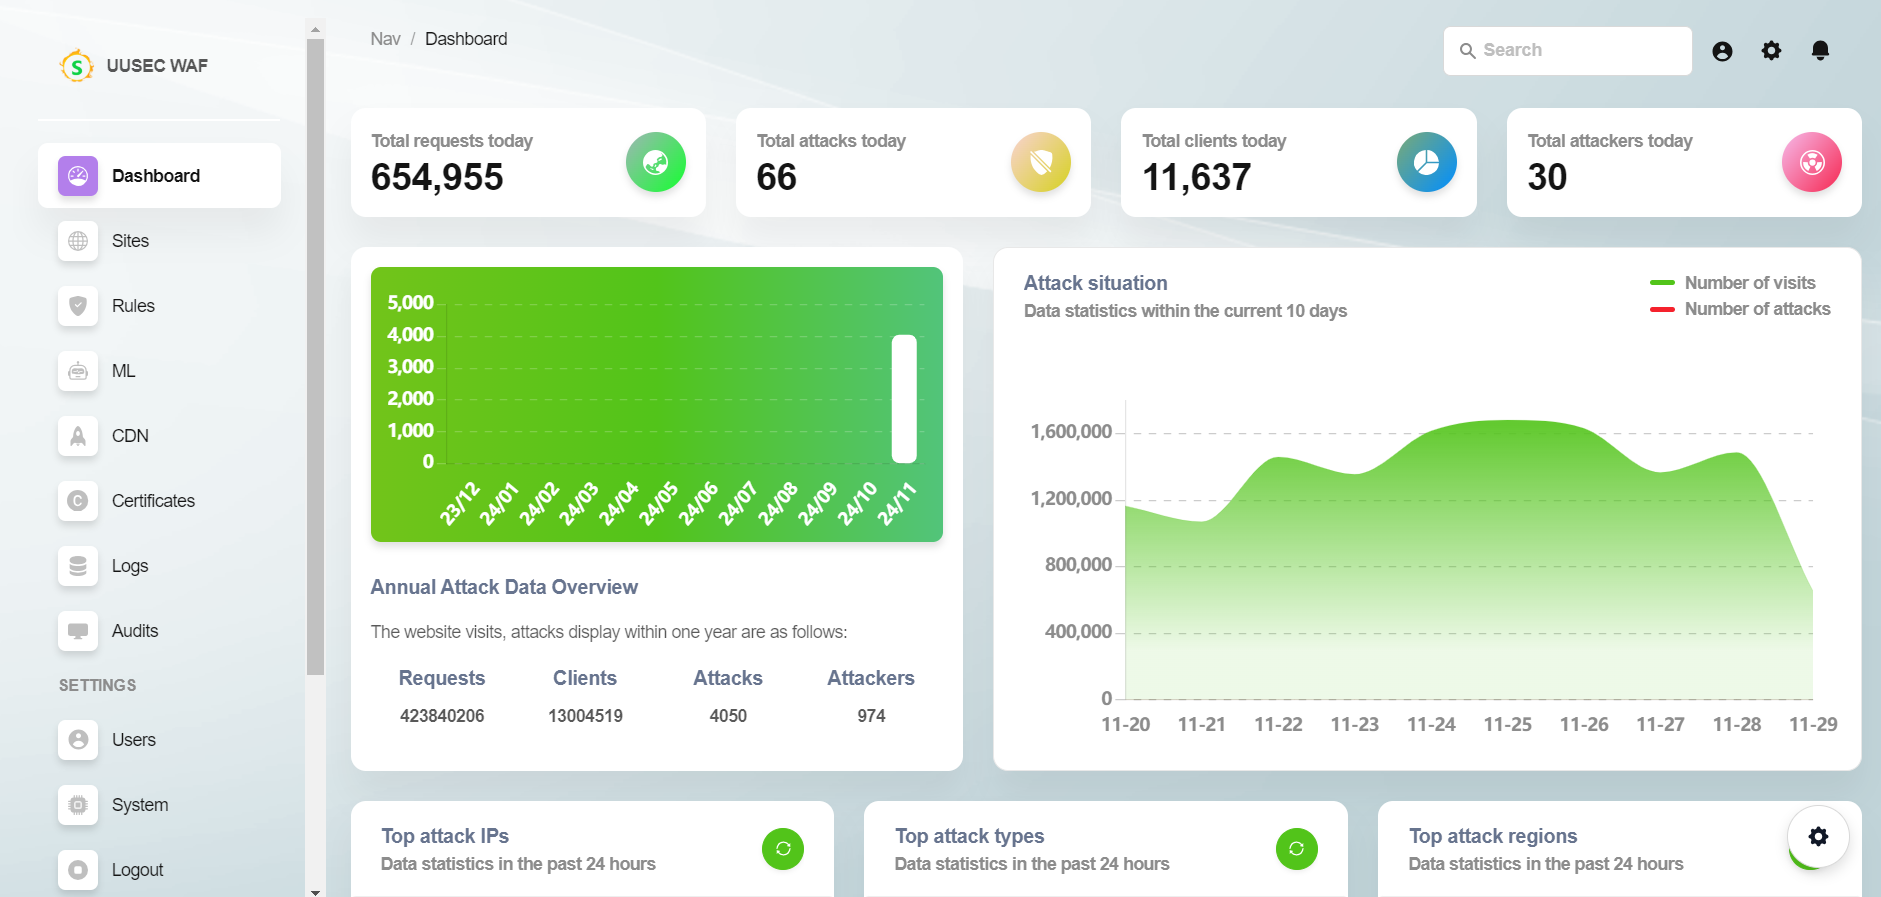 UUSEC WAF
Dashboard
Sites
Rules
ML
CDN
Certificates
Logs
Audits
SETTINGS
Users
System
Logout
Nav / Dashboard
Search
Total requests today
654,955
Total attacks today
66
Total clients today
11,637
Total attackers today
30
5,000
4,000
3,000
2,000
1,000
0
23/12 24/01 24/02 24/03 24/04 24/05 24/06 24/07 24/08 24/09 24/10 24/11
Annual Attack Data Overview
The website visits, attacks display within one year are as follows:
Requests Clients Attacks Attackers
423840206 13004519 4050 974
Attack situation
Data statistics within the current 10 days
Number of visits
Number of attacks
1,600,000
1,200,000
800,000
400,000
0
11-20 11-21 11-22 11-23 11-24 11-25 11-26 11-27 11-28 11-29
Top attack IPs
Data statistics in the past 24 hours
Top attack types
Data statistics in the past 24 hours
Top attack regions
Data statistics in the past 24 hours